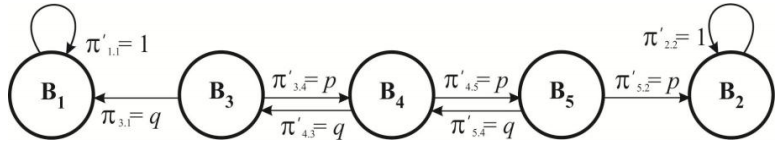 π'₁.₁= 1
π'₂.₂= 1
B₁
B₃
B₄
B₅
B₂
π'₃.₄= p
π'₄.₅= p
π'₅.₂= p
π₃.₁= q
π'₄.₃= q
π'₅.₄= q